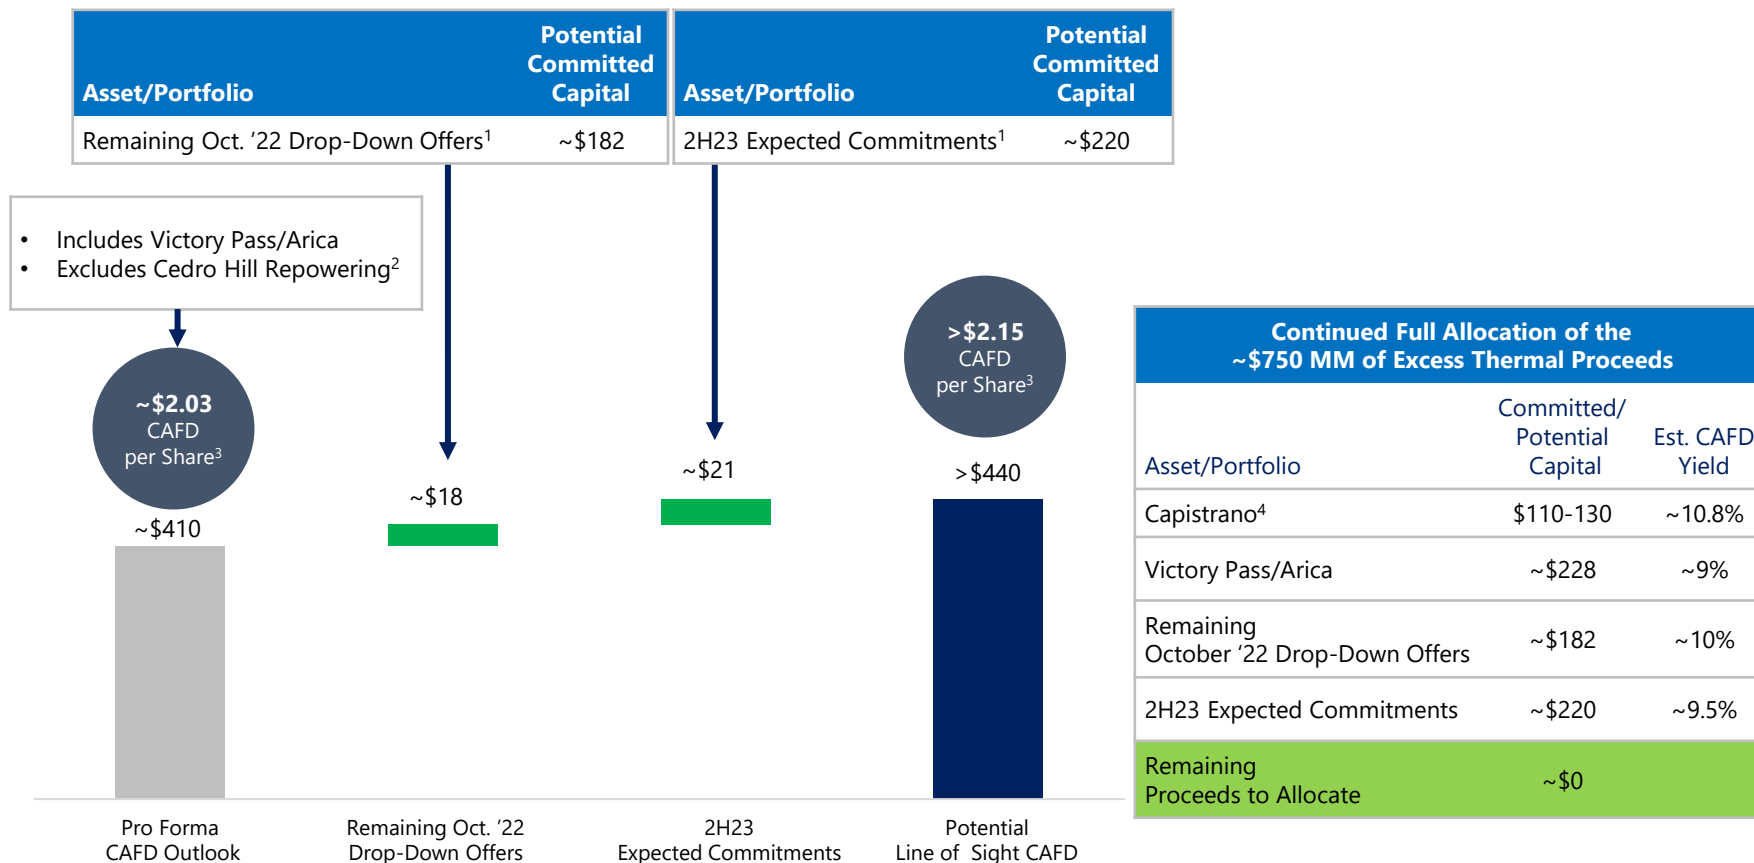 Asset/Portfolio
Potential
Committed
Capital
Remaining Oct. ’22 Drop-Down Offers¹ ~$182
Asset/Portfolio
Potential
Committed
Capital
2H23 Expected Commitments¹ ~$220
• Includes Victory Pass/Arica
• Excludes Cedro Hill Repowering²
~$2.03
CAFD
per Share³
~$410
~$18
~$21
>$2.15
CAFD
per Share³
>$440
Pro Forma
CAFD Outlook
Remaining Oct. ’22
Drop-Down Offers
2H23
Expected Commitments
Potential
Line of Sight CAFD
Continued Full Allocation of the
~$750 MM of Excess Thermal Proceeds
Asset/Portfolio
Committed/
Potential
Capital
Est. CAFD
Yield
Capistrano⁴ $110-130 ~10.8%
Victory Pass/Arica ~$228 ~9%
Remaining
October ‘22 Drop-Down Offers ~$182 ~10%
2H23 Expected Commitments ~$220 ~9.5%
Remaining
Proceeds to Allocate ~$0